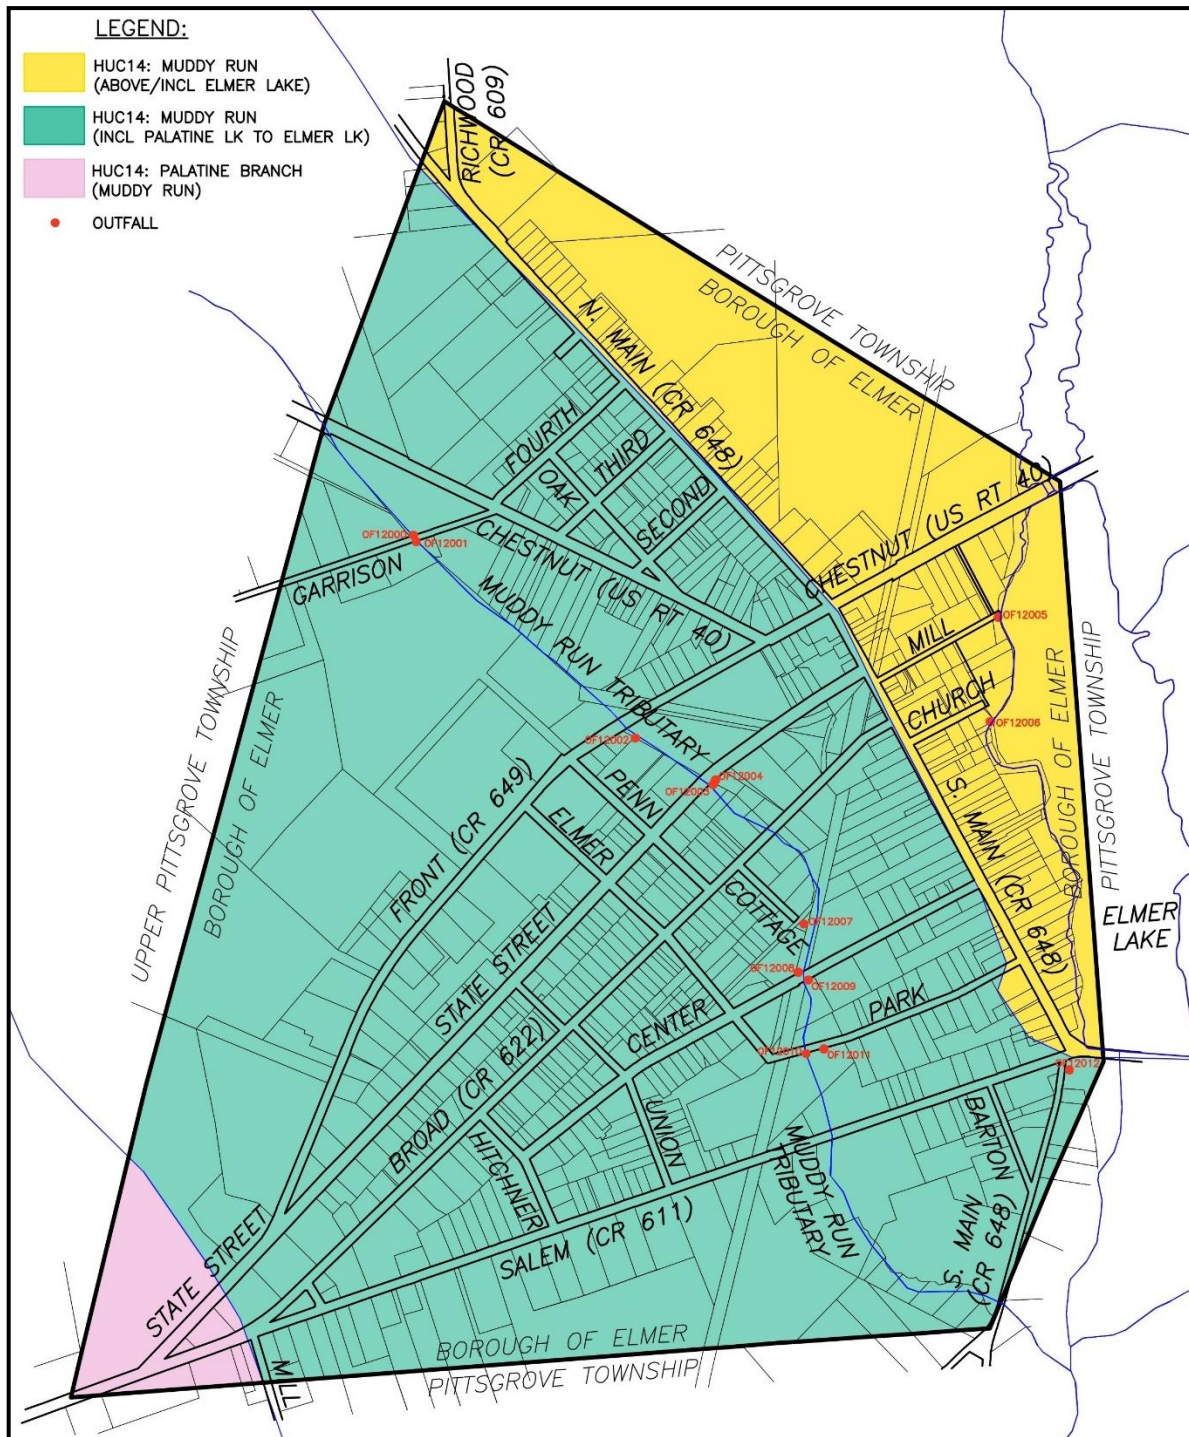 LEGEND:
HUC14: MUDDY RUN
(ABOVE/INCL ELMER LAKE)
HUC14: MUDDY RUN
(INCL PALATINE LK TO ELMER LK)
HUC14: PALATINE BRANCH
(MUDDY RUN)
OUTFALL
RICHWOOD
(CR 609)
PITTSGROVE TOWNSHIP
BOROUGH OF ELMER
N. MAIN (CR 648)
FOURTH
THIRD
OAK
SECOND
CHESTNUT (US RT 40)
CHESTNUT (US RT 40)
OF12000
OF12001
GARRISON
MUDDY RUN TRIBUTARY
MILL
OF12005
CHURCH
OF12006
UPPER PITTSGROVE TOWNSHIP
BOROUGH OF ELMER
BOROUGH OF ELMER
PITTSGROVE TOWNSHIP
OF12002
OF12004
OF12003
PENN
ELMER
FRONT (CR 649)
S. MAIN (CR 648)
COTTAGE
OF12007
ELMER
LAKE
STATE STREET
OF12008
OF12009
PARK
CENTER
OF12010
OF12011
OF12012
BROAD (CR 622)
UNION
HITCHNER
BARTON
MUDDY RUN
TRIBUTARY
SALEM (CR 611)
S. MAIN
(CR 648)
STATE STREET
BOROUGH OF ELMER
PITTSGROVE TOWNSHIP
MILL